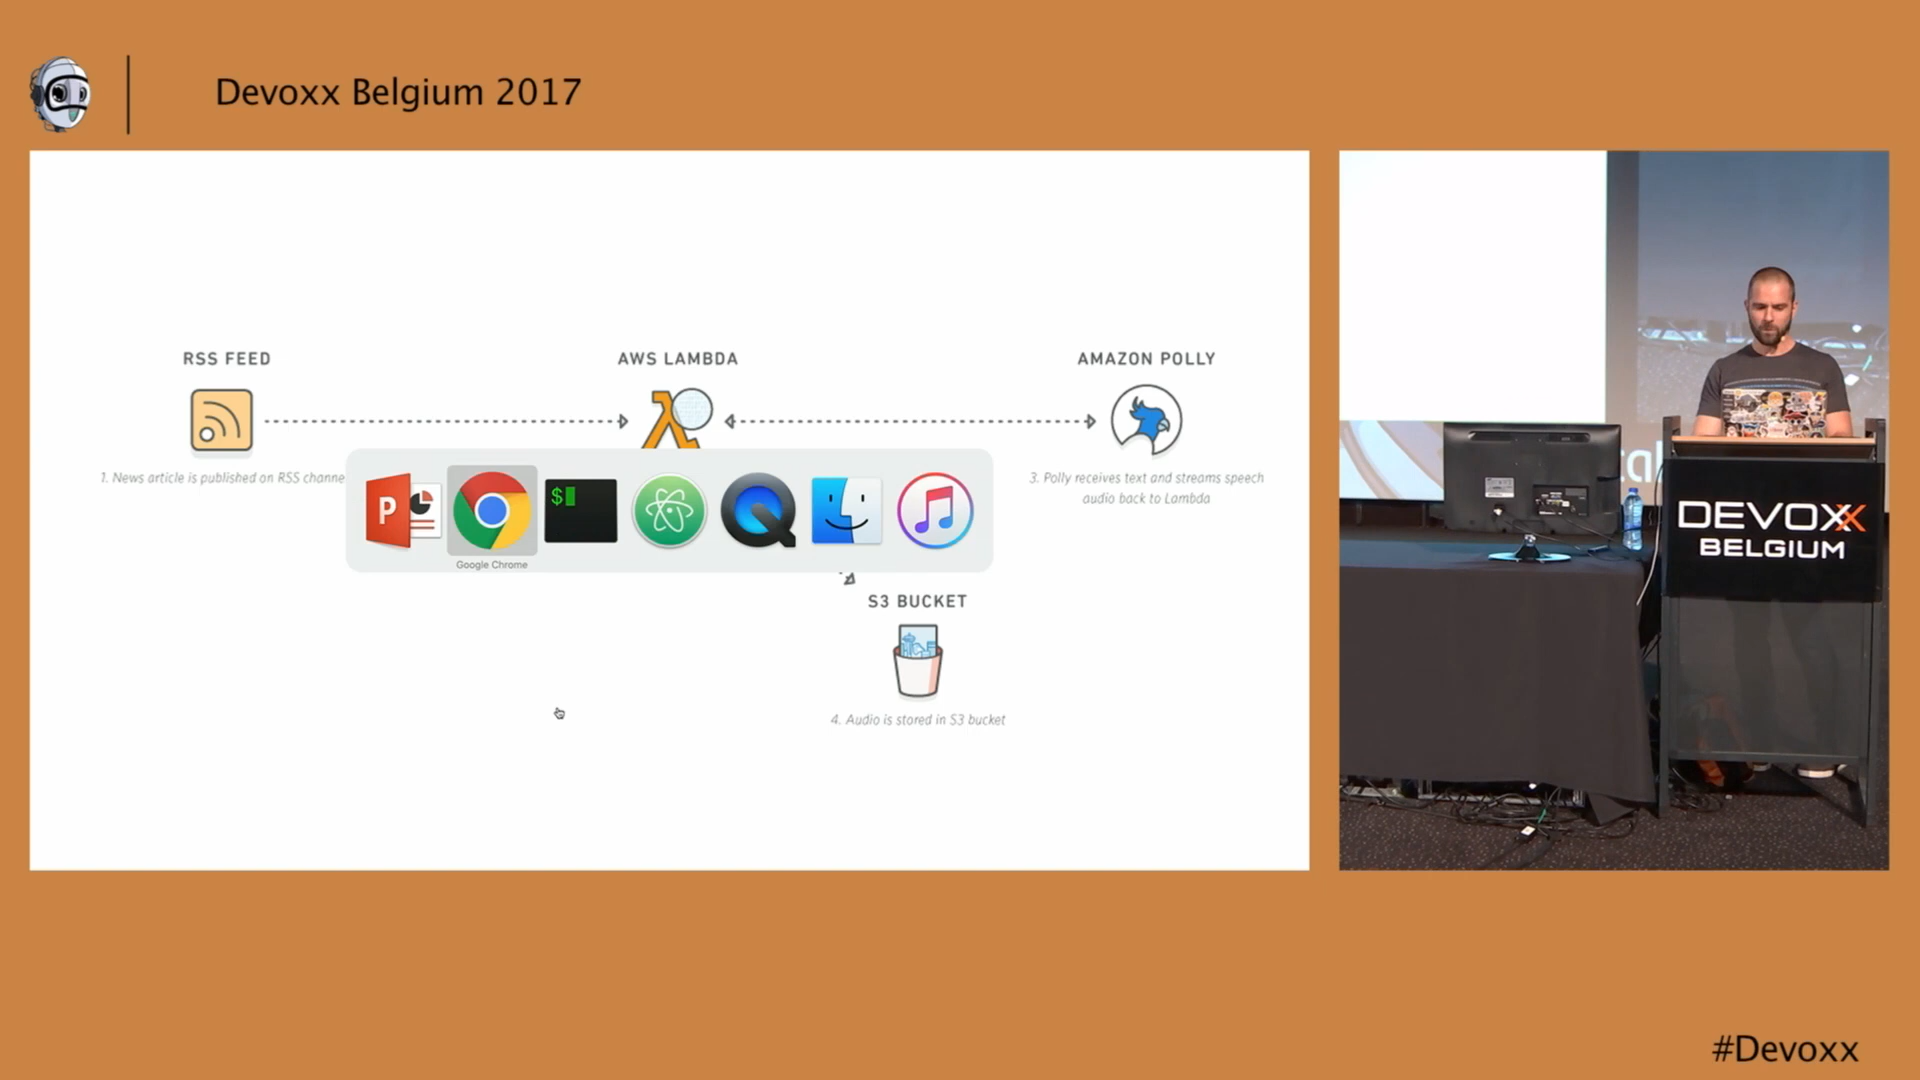 Devoxx Belgium 2017
RSS FEED
AWS LAMBDA
AMAZON POLLY
1. News article is published on RSS channe
3. Polly receives text and streams speech
audio back to Lambda
P
$
Google Chrome
S3 BUCKET
4. Audio is stored in S3 bucket
DEVOXX
BELGIUM
#Devoxx